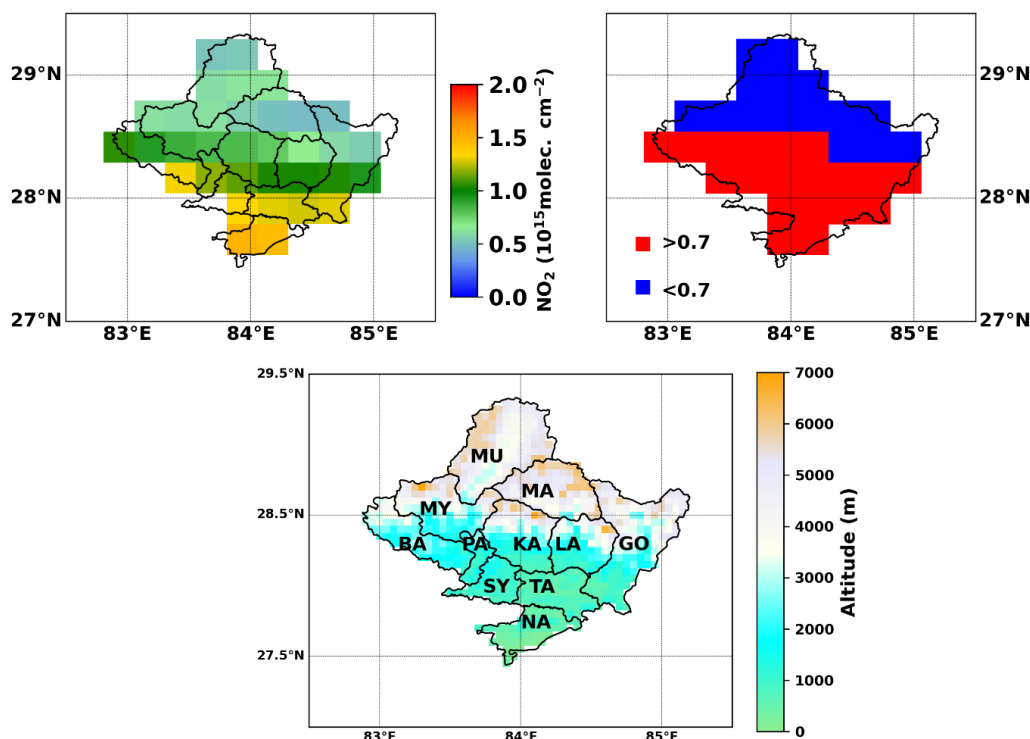 29°N
28°N
27°N
83°E
84°E
85°E
2.0
1.5
1.0
0.5
0.0
NO₂ (10¹⁵molec. cm⁻²)
>0.7
<0.7
29°N
28°N
27°N
83°E
84°E
85°E
29.5°N
28.5°N
27.5°N
MU
MA
MY
BA
PA
KA
LA
GO
SY
TA
NA
83°E
84°E
85°E
7000
6000
5000
4000
3000
2000
1000
0
Altitude (m)